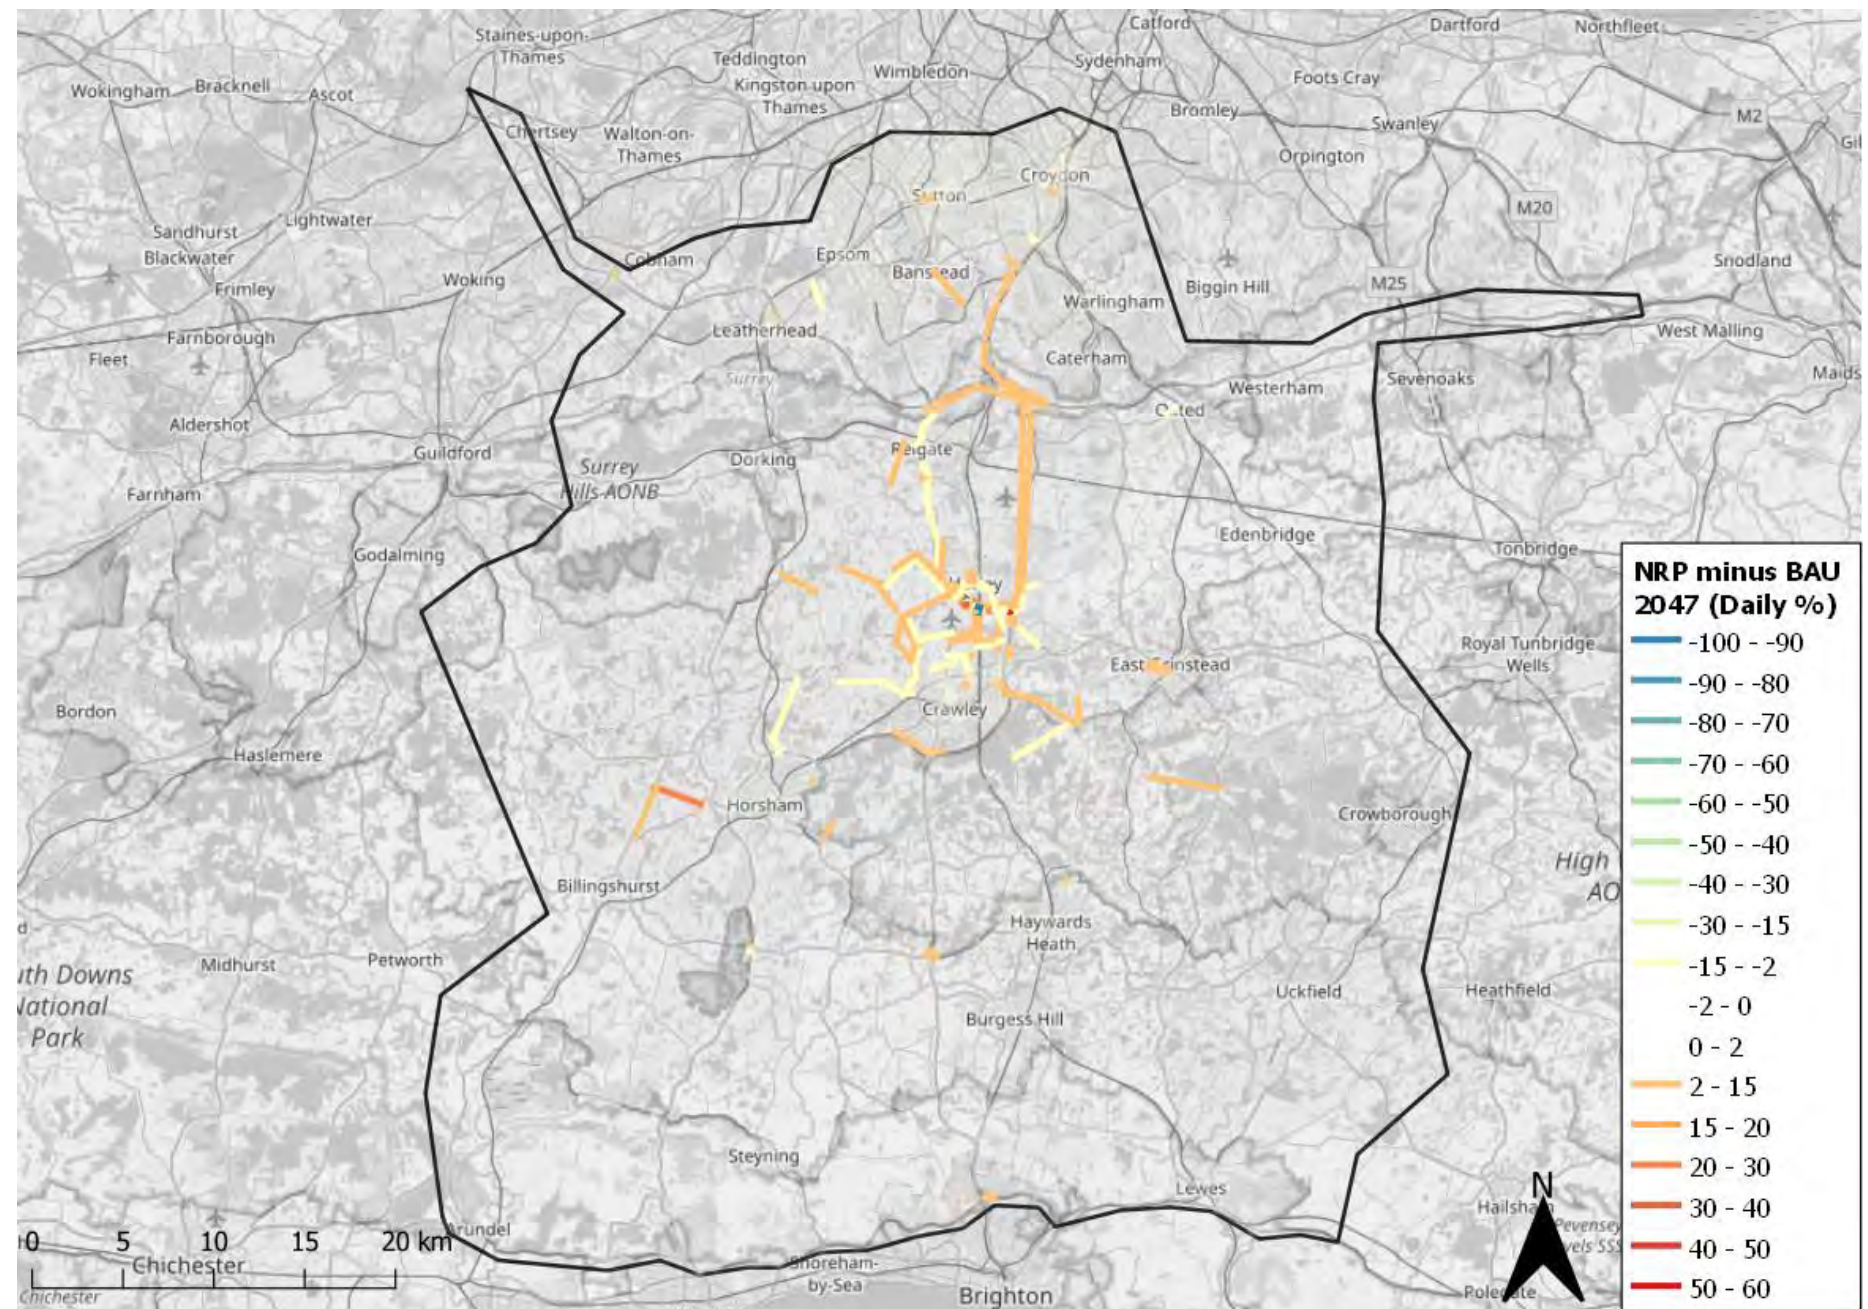 Staines-upon-
Thames
Teddington
Catford
Dartford
Northfleet
Wokingham
Bracknell
Ascot
Kingston upon
Thames
Wimbledon
Sydenham
Foots Cray
Chertsey
Walton-on-
Thames
Bromley
Swanley
M2
Orpington
Croydon
Sutton
M20
Lightwater
Sandhurst
Blackwater
Frimley
Woking
Cobham
Epsom
Banstead
Warlingham
Biggin Hill
M25
Snodland
Farnborough
Fleet
Leatherhead
Caterham
West Malling
Surrey
Westerham
Sevenoaks
Aldershot
Guildford
Dorking
Reigate
Surrey
Hills AONB
Farnham
Godalming
Edenbridge
Tonbridge
NRP minus BAU
2047 (Daily %)
-100 - -90
-90 - -80
-80 - -70
-70 - -60
-60 - -50
-50 - -40
-40 - -30
-30 - -15
-15 - -2
-2 - 0
0 - 2
2 - 15
15 - 20
20 - 30
30 - 40
40 - 50
50 - 60
Royal Tunbridge
Wells
Bordon
Haslemere
Crawley
Horsham
Crowborough
High
AO
Billingshurst
Haywards
Heath
Midhurst
Petworth
uth Downs
National
Park
Uckfield
Heathfield
Burgess Hill
Steyning
Lewes
N
Arundel
0 5 10 15 20 km
Chichester
Shoreham-
by-Sea
Brighton
Chichester